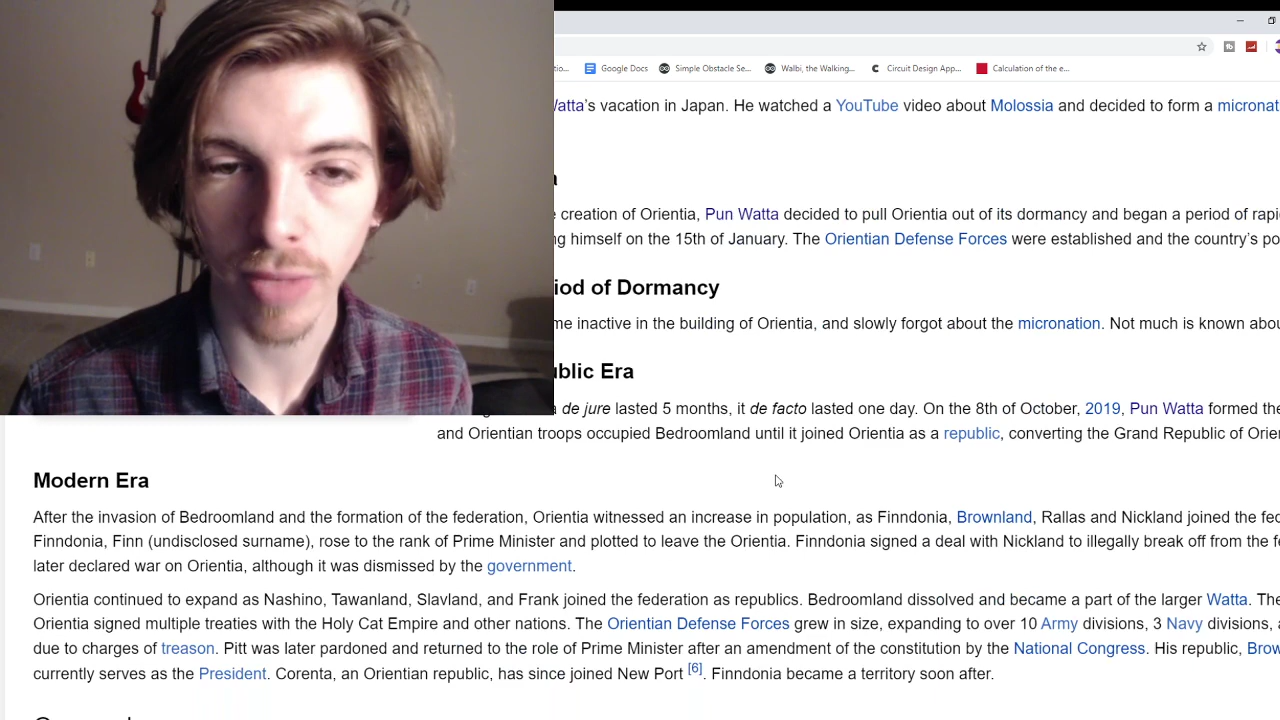 tio... Google Docs Simple Obstacle Se... Walbi, the Walking... Circuit Design App... Calculation of the e...
Watta's vacation in Japan. He watched a YouTube video about Molossia and decided to form a micronat
a
creation of Orientia, Pun Watta decided to pull Orientia out of its dormancy and began a period of rapi
ng himself on the 15th of January. The Orientian Defense Forces were established and the country's po
iod of Dormancy
me inactive in the building of Orientia, and slowly forgot about the micronation. Not much is known abou
ublic Era
de jure lasted 5 months, it de facto lasted one day. On the 8th of October, 2019, Pun Watta formed the
and Orientian troops occupied Bedroomland until it joined Orientia as a republic, converting the Grand Republic of Orien
Modern Era
After the invasion of Bedroomland and the formation of the federation, Orientia witnessed an increase in population, as Finndonia, Brownland, Rallas and Nickland joined the fed
Finndonia, Finn (undisclosed surname), rose to the rank of Prime Minister and plotted to leave the Orientia. Finndonia signed a deal with Nickland to illegally break off from the fe
later declared war on Orientia, although it was dismissed by the government.
Orientia continued to expand as Nashino, Tawanland, Slavland, and Frank joined the federation as republics. Bedroomland dissolved and became a part of the larger Watta. The
Orientia signed multiple treaties with the Holy Cat Empire and other nations. The Orientian Defense Forces grew in size, expanding to over 10 Army divisions, 3 Navy divisions, a
due to charges of treason. Pitt was later pardoned and returned to the role of Prime Minister after an amendment of the constitution by the National Congress. His republic, Brow
currently serves as the President. Corenta, an Orientian republic, has since joined New Port [6]. Finndonia became a territory soon after.